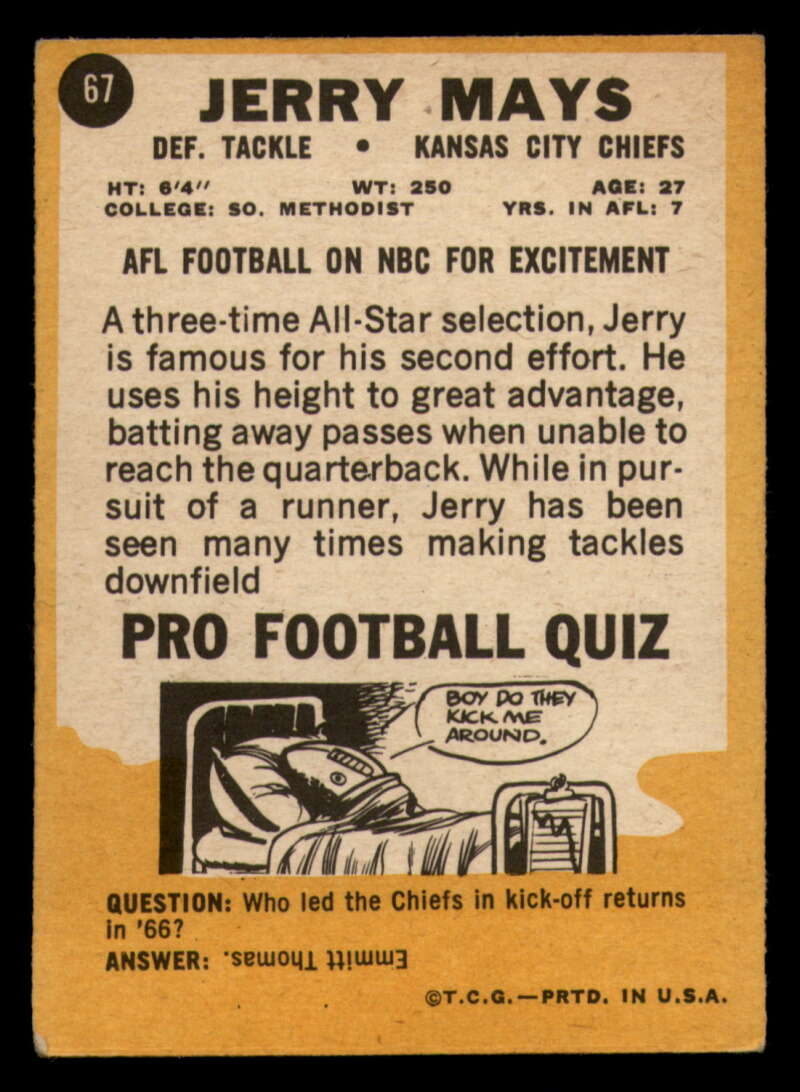 67
JERRY MAYS
DEF. TACKLE • KANSAS CITY CHIEFS
HT: 6'4" WT: 250 AGE: 27
COLLEGE: SO. METHODIST YRS. IN AFL: 7
AFL FOOTBALL ON NBC FOR EXCITEMENT
A three-time All-Star selection, Jerry
is famous for his second effort. He
uses his height to great advantage,
batting away passes when unable to
reach the quarterback. While in pur-
suit of a runner, Jerry has been
seen many times making tackles
downfield
PRO FOOTBALL QUIZ
BOY DO THEY
KICK ME
AROUND.
QUESTION: Who led the Chiefs in kick-off returns
in '66?
ANSWER: Emmitt Thomas.
©T.C.G.—PRTD. IN U.S.A.